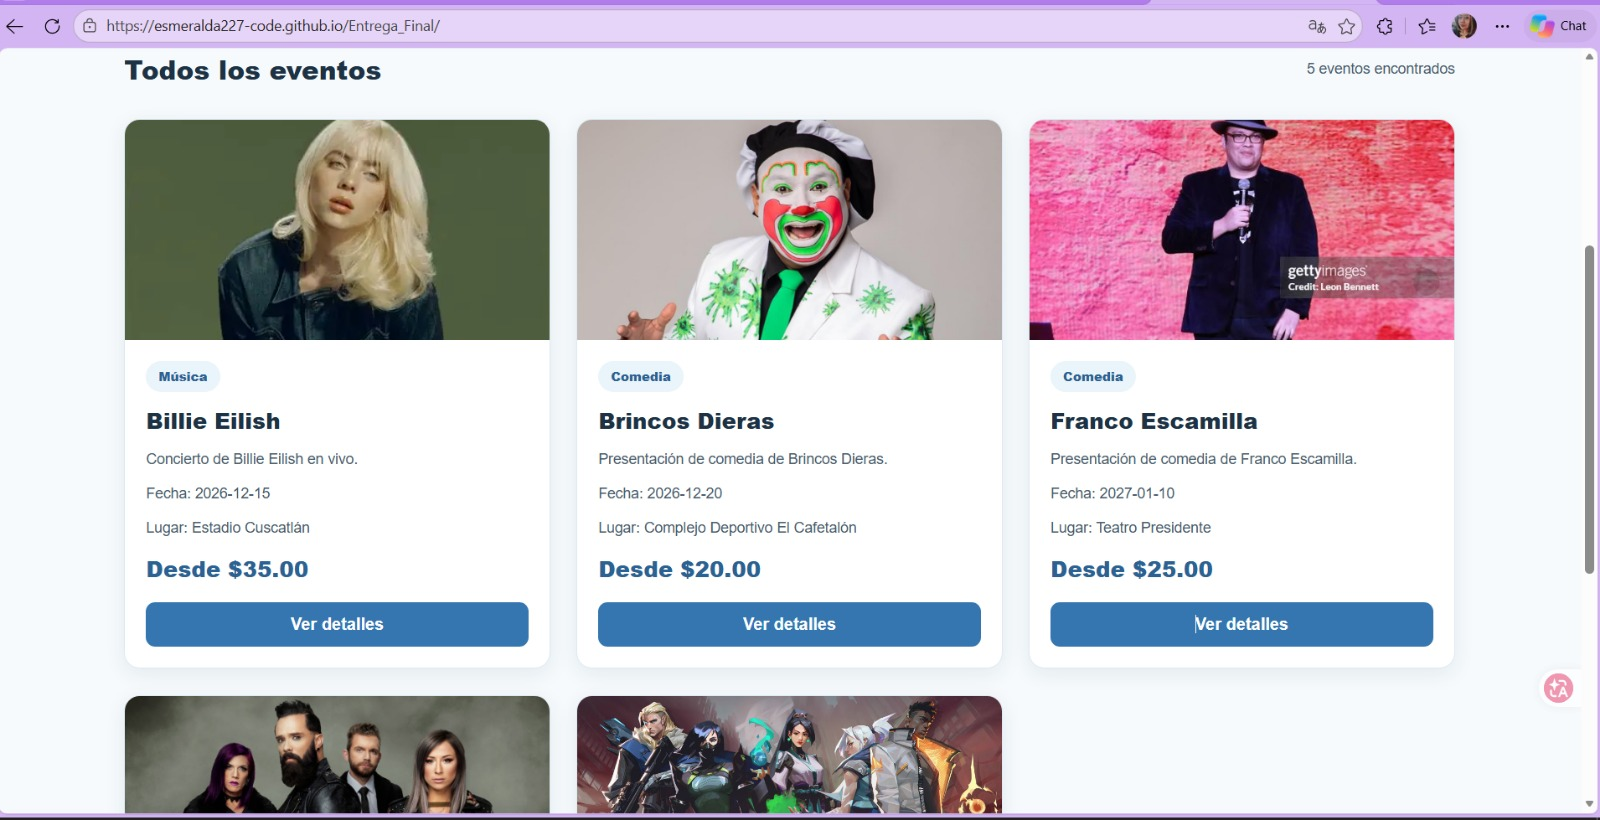 https://esmeralda227-code.github.io/Entrega_Final/
Chat
Todos los eventos
5 eventos encontrados
gettyimages
Credit: Leon Bennett
Música
Billie Eilish
Concierto de Billie Eilish en vivo.
Fecha: 2026-12-15
Lugar: Estadio Cuscatlán
Desde $35.00
Ver detalles
Comedia
Brincos Dieras
Presentación de comedia de Brincos Dieras.
Fecha: 2026-12-20
Lugar: Complejo Deportivo El Cafetalón
Desde $20.00
Ver detalles
Comedia
Franco Escamilla
Presentación de comedia de Franco Escamilla.
Fecha: 2027-01-10
Lugar: Teatro Presidente
Desde $25.00
Ver detalles